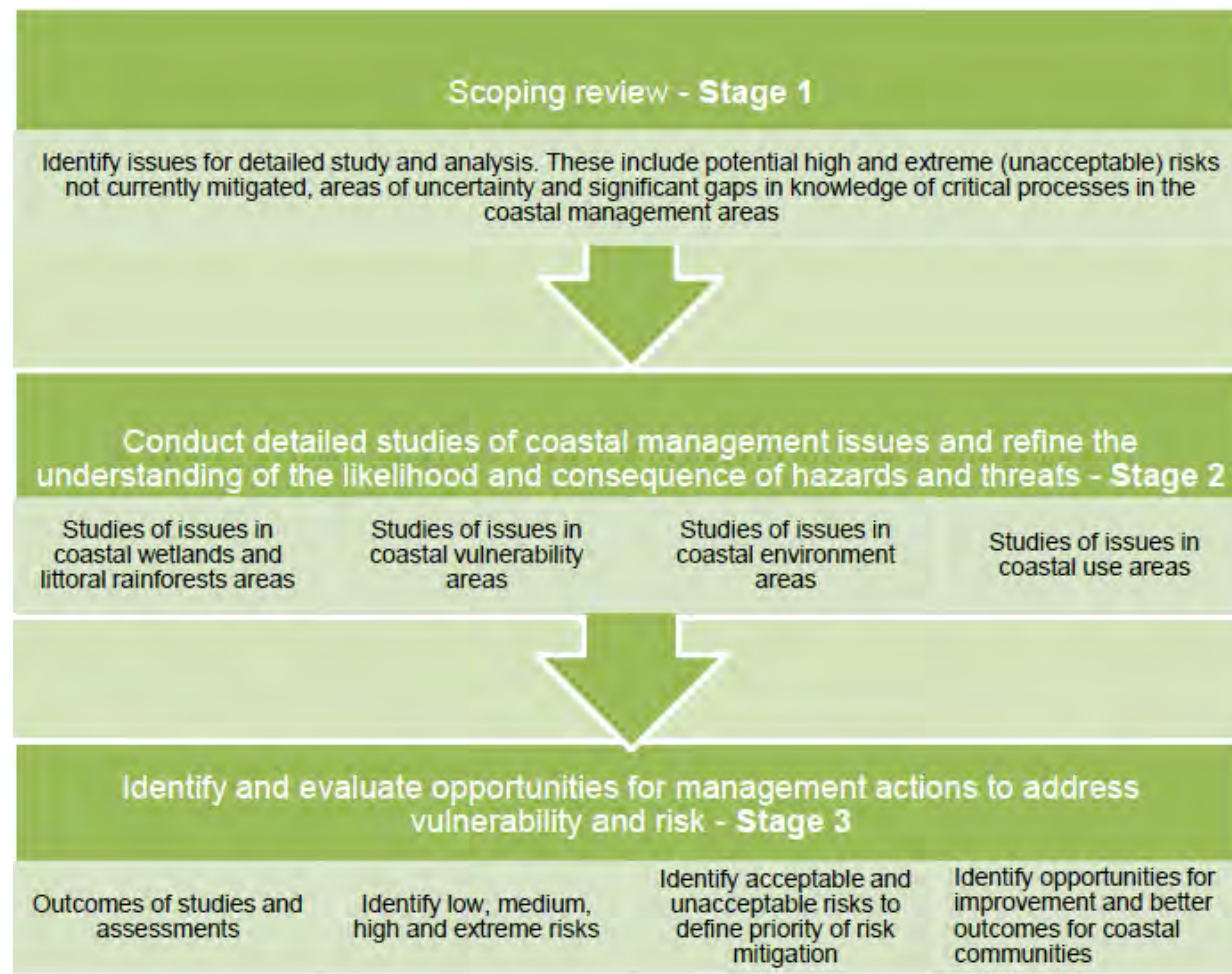 Scoping review - Stage 1
Identify issues for detailed study and analysis. These include potential high and extreme (unacceptable) risks
not currently mitigated, areas of uncertainty and significant gaps in knowledge of critical processes in the
coastal management areas
Conduct detailed studies of coastal management issues and refine the
understanding of the likelihood and consequence of hazards and threats - Stage 2
Studies of issues in
coastal wetlands and
littoral rainforests areas
Studies of issues in
coastal vulnerability
areas
Studies of issues in
coastal environment
areas
Studies of issues in
coastal use areas
Identify and evaluate opportunities for management actions to address
vulnerability and risk - Stage 3
Outcomes of studies and
assessments
Identify low, medium,
high and extreme risks
Identify acceptable and
unacceptable risks to
define priority of risk
mitigation
Identify opportunities for
improvement and better
outcomes for coastal
communities